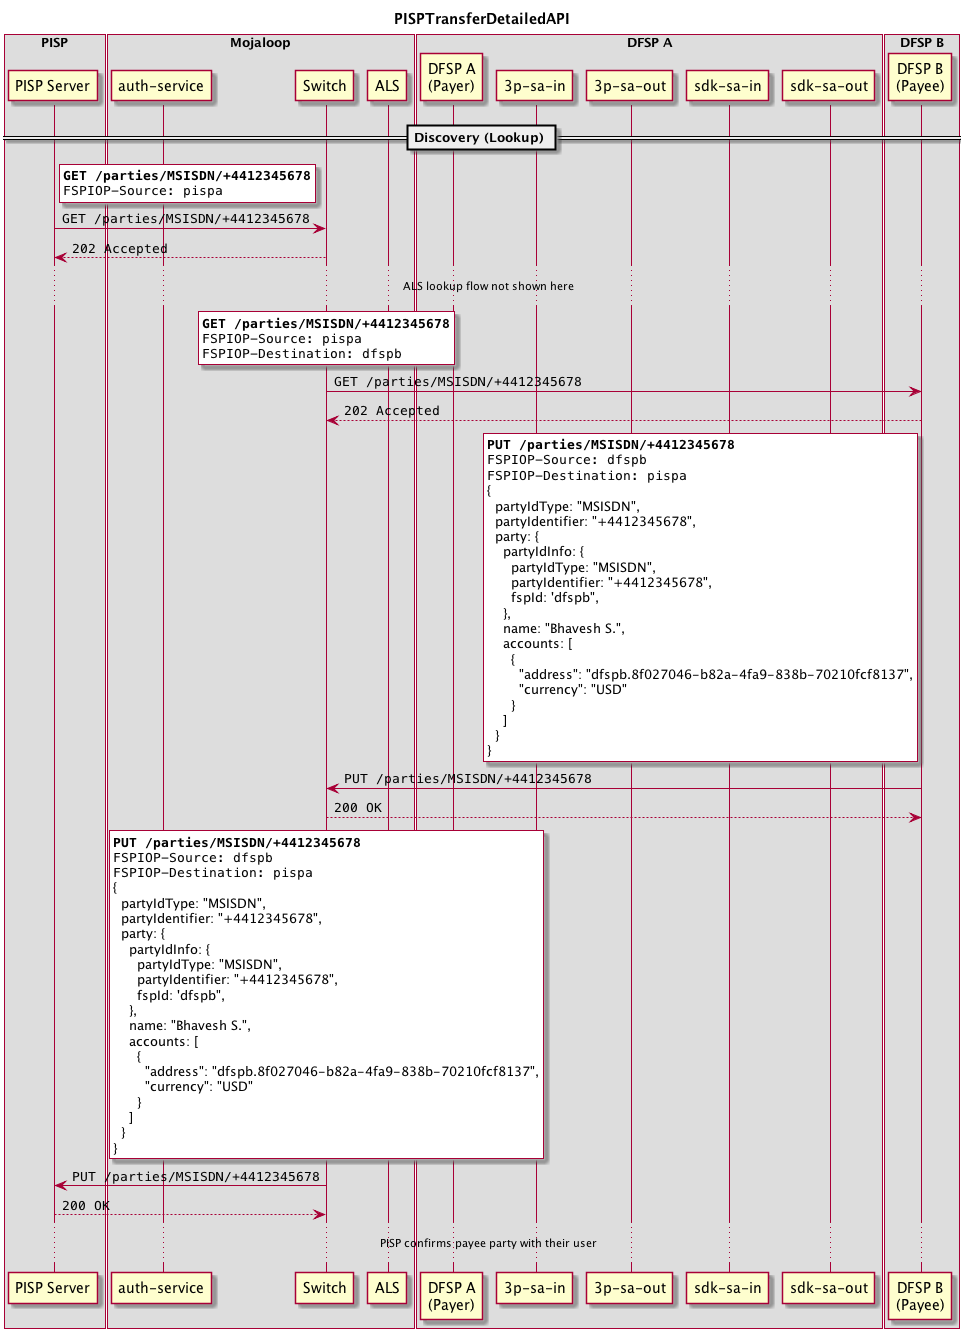 PISPTransferDetailedAPI
PISP
Mojaloop
DFSP A
DFSP B
PISP Server
auth-service
Switch
ALS
DFSP A
(Payer)
3p-sa-in
3p-sa-out
sdk-sa-in
sdk-sa-out
DFSP B
(Payee)
Discovery (Lookup)
GET /parties/MSISDN/+4412345678
FSPIOP-Source: pispa
GET /parties/MSISDN/+4412345678
202 Accepted
ALS lookup flow not shown here
GET /parties/MSISDN/+4412345678
FSPIOP-Source: pispa
FSPIOP-Destination: dfspb
GET /parties/MSISDN/+4412345678
202 Accepted
PUT /parties/MSISDN/+4412345678
FSPIOP-Source: dfspb
FSPIOP-Destination: pispa
{
partyIdType: "MSISDN",
partyIdentifier: "+4412345678",
party: {
partyIdInfo: {
partyIdType: "MSISDN",
partyIdentifier: "+4412345678",
fspId: 'dfspb",
},
name: "Bhavesh S.",
accounts: [
{
"address": "dfspb.8f027046-b82a-4fa9-838b-70210fcf8137",
"currency": "USD"
}
]
}
}
PUT /parties/MSISDN/+4412345678
200 OK
PUT /parties/MSISDN/+4412345678
FSPIOP-Source: dfspb
FSPIOP-Destination: pispa
{
partyIdType: "MSISDN",
partyIdentifier: "+4412345678",
party: {
partyIdInfo: {
partyIdType: "MSISDN",
partyIdentifier: "+4412345678",
fspId: 'dfspb",
},
name: "Bhavesh S.",
accounts: [
{
"address": "dfspb.8f027046-b82a-4fa9-838b-70210fcf8137",
"currency": "USD"
}
]
}
}
PUT /parties/MSISDN/+4412345678
200 OK
PISP confirms payee party with their user
PISP Server
auth-service
Switch
ALS
DFSP A
(Payer)
3p-sa-in
3p-sa-out
sdk-sa-in
sdk-sa-out
DFSP B
(Payee)